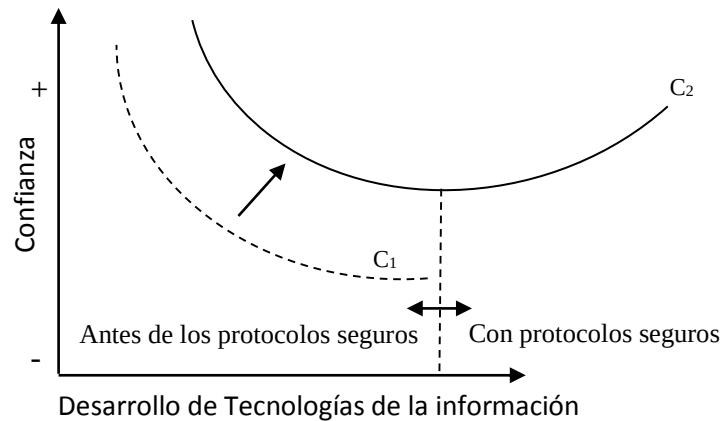 +
C2
Confianza
C1
Antes de los protocolos seguros
Con protocolos seguros
-
Desarrollo de Tecnologías de la información